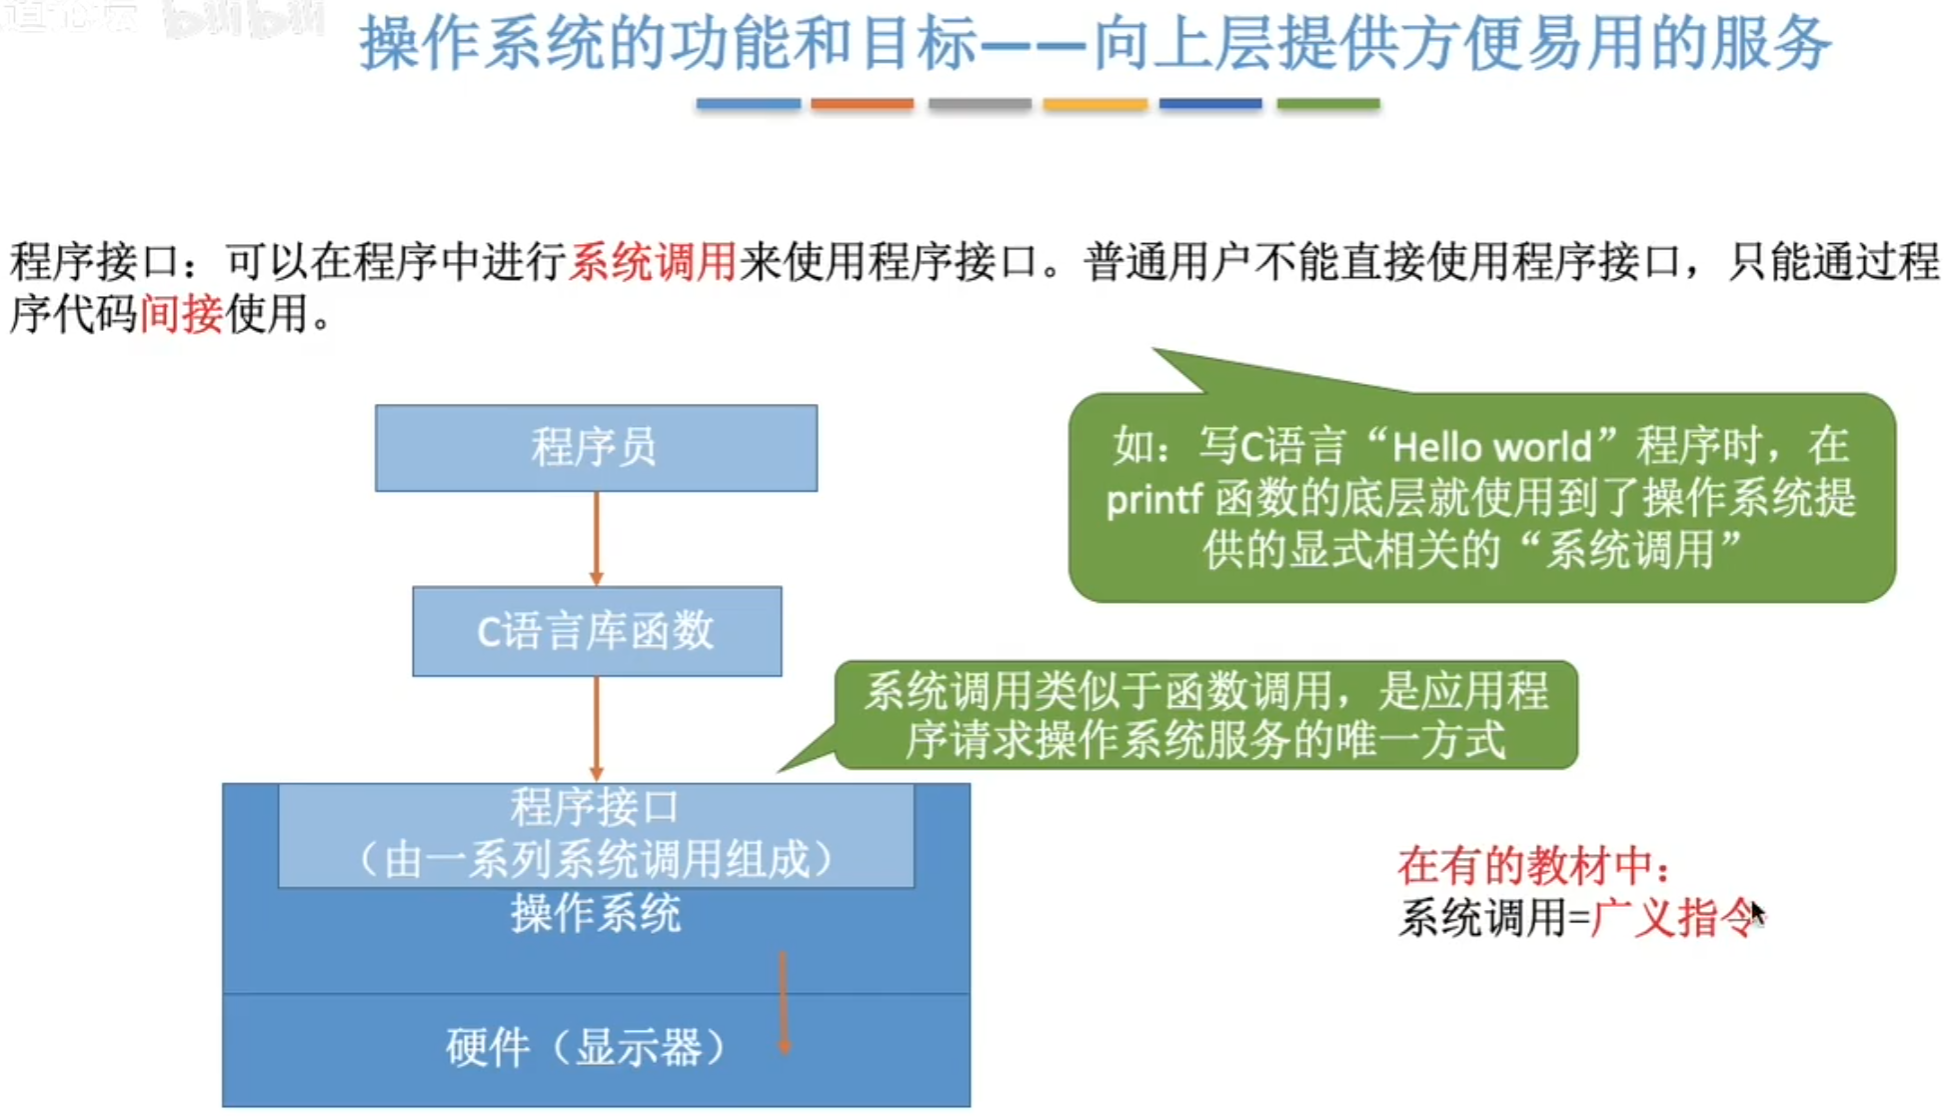 道论坛 bilibili
操作系统的功能和目标——向上层提供方便易用的服务
程序接口：可以在程序中进行系统调用来使用程序接口。普通用户不能直接使用程序接口，只能通过程
序代码间接使用。
程序员
如：写C语言“Hello world”程序时，在
printf 函数的底层就使用到了操作系统提
供的显式相关的“系统调用”
C语言库函数
系统调用类似于函数调用，是应用程
序请求操作系统服务的唯一方式
程序接口
（由一系列系统调用组成）
操作系统
在有的教材中：
系统调用=广义指令
硬件（显示器）